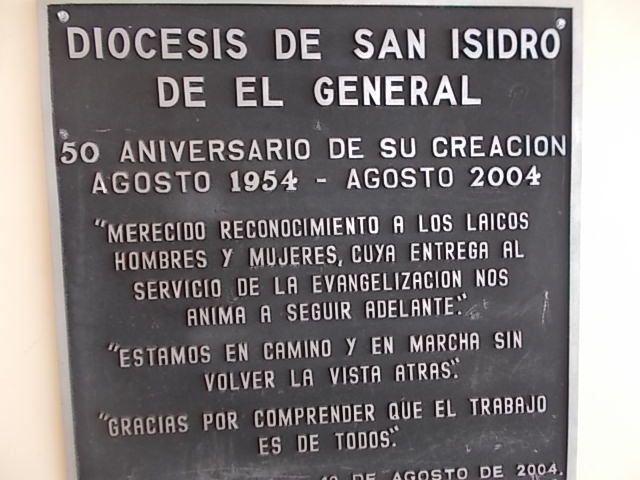 DIOCESIS DE SAN ISIDRO
DE EL GENERAL
50 ANIVERSARIO DE SU CREACION
AGOSTO 1954 - AGOSTO 2004
"MERECIDO RECONOCIMIENTO A LOS LAICOS
HOMBRES Y MUJERES, CUYA ENTREGA AL
SERVICIO DE LA EVANGELIZACION NOS
ANIMA A SEGUIR ADELANTE".
"ESTAMOS EN CAMINO Y EN MARCHA SIN
VOLVER LA VISTA ATRAS".
"GRACIAS POR COMPRENDER QUE EL TRABAJO
ES DE TODOS".
DE AGOSTO DE 2004.